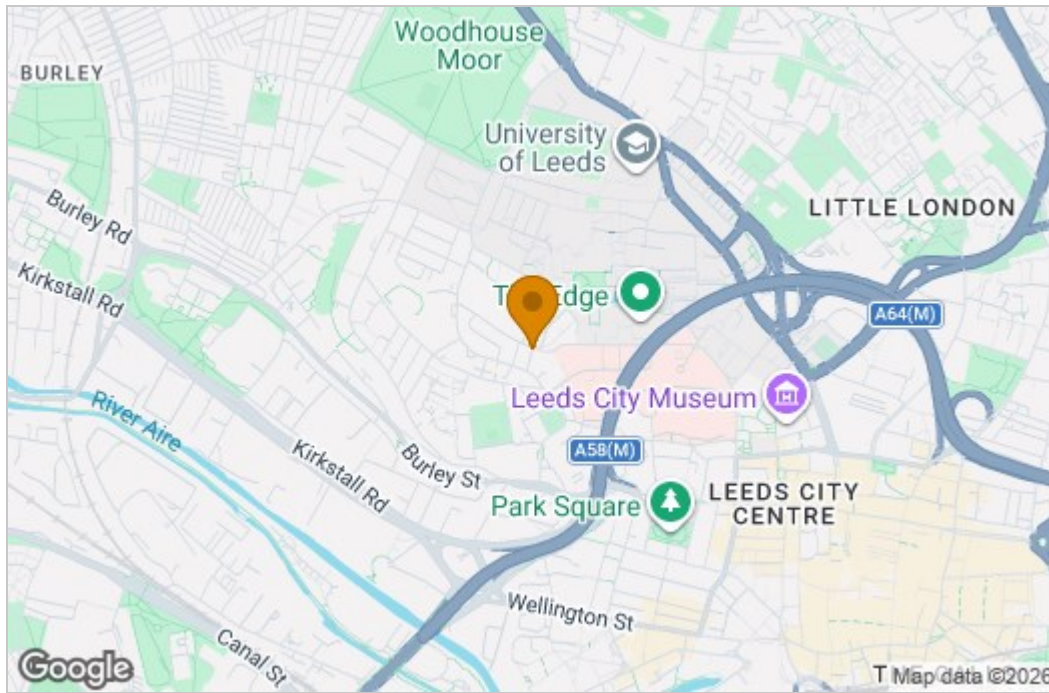 Woodhouse
Moor
BURLEY
University
of Leeds
LITTLE LONDON
Burley Rd
Kirkstall Rd
Edge
A64(M)
Leeds City Museum
River Aire
Kirkstall Rd
Burley St
A58(M)
Park Square
LEEDS CITY
CENTRE
Wellington St
Canal St
Google
Map data ©2026